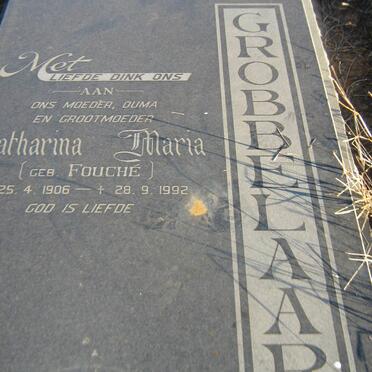 Met
LIEFDE DINK ONS
AAN
ONS MOEDER, OUMA
EN GROOTMOEDER
atharina Maria
(GEB FOUCHÉ)
25. 4. 1906 — † 28. 9. 1992
GOD IS LIEFDE
GROBBELAAR